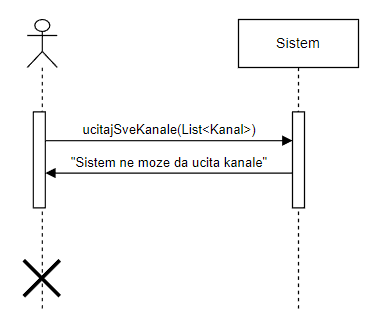 Sistem
ucitajSveKanale(List<Kanal>)
"Sistem ne moze da ucita kanale"